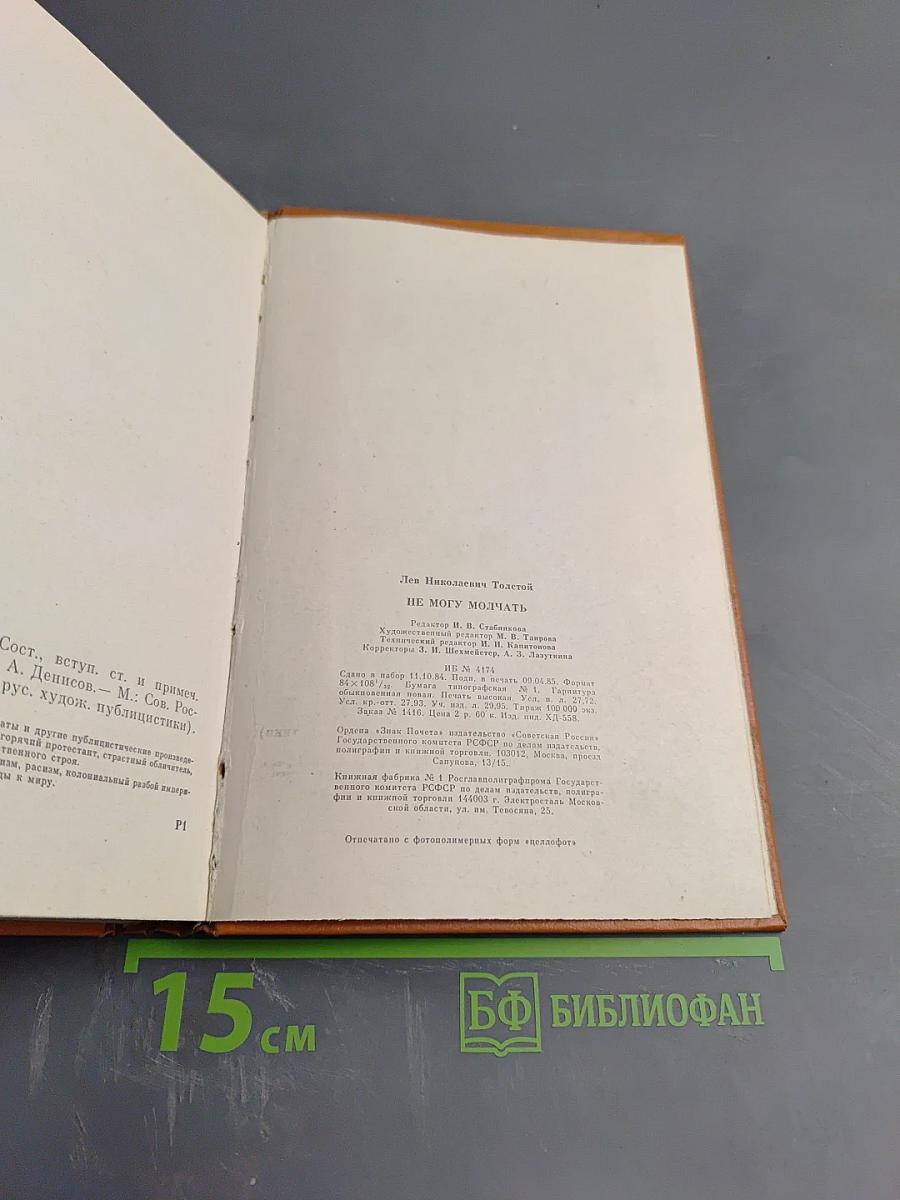 Сост., вступ. ст. и примеч.
А. Денисов.— М.: Сов. Рос-
рус. худож. публицистики).
аты и другие публицистические произведе-
горячий протестант, страстный обличитель,
ственного строя.
изм, расизм, колониальный разбой импери-
ды к миру.
Р1
Лев Николаевич Толстой
НЕ МОГУ МОЛЧАТЬ
Редактор И. В. Стабникова
Художественный редактор М. В. Таирова
Технический редактор И. И. Капитонова
Корректоры З. И. Шехмейстер, А. З. Лазуткина
ИБ № 4174
Сдано в набор 11.10.84. Подп. в печать 09.04.85. Формат
84×108¹/₃₂. Бумага типографская № 1. Гарнитура
обыкновенная новая. Печать высокая. Усл. п. л. 27,72.
Усл. кр.-отт. 27,93. Уч. изд. л. 29,95. Тираж 100 000 экз.
Заказ № 1416. Цена 2 р. 60 к. Изд. инд. ХД-558.
Ордена «Знак Почета» издательство «Советская Россия»
Государственного комитета РСФСР по делам издательств,
полиграфии и книжной торговли. 103012, Москва, проезд
Сапунова, 13/15.
Книжная фабрика № 1 Росглавполиграфпрома Государст-
венного комитета РСФСР по делам издательств, полигра-
фии и книжной торговли 144003 г. Электросталь Москов-
ской области, ул. им. Тевосяна, 25.
Отпечатано с фотополимерных форм «целлофот»
15 см
БФ БИБЛИОФАН